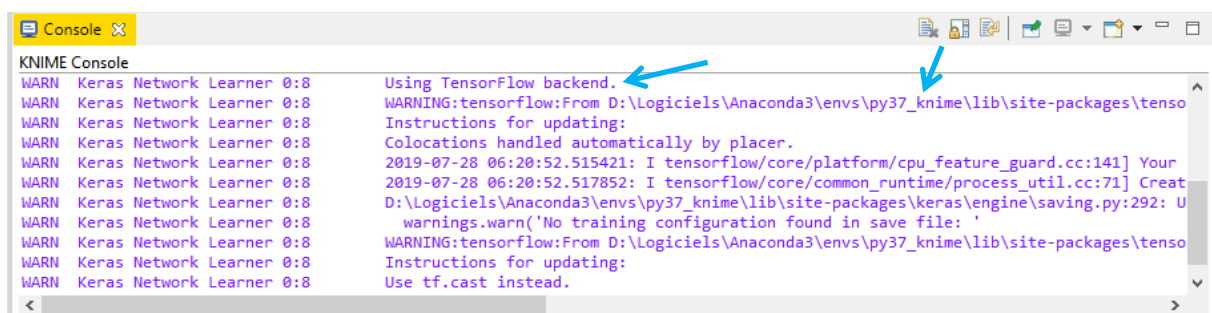 Console
KNIME Console
WARN Keras Network Learner 0:8 Using TensorFlow backend.
WARN Keras Network Learner 0:8 WARNING:tensorflow:From D:\Logiciels\Anaconda3\envs\py37_knime\lib\site-packages\tenso
WARN Keras Network Learner 0:8 Instructions for updating:
WARN Keras Network Learner 0:8 Colocations handled automatically by placer.
WARN Keras Network Learner 0:8 2019-07-28 06:20:52.515421: I tensorflow/core/platform/cpu_feature_guard.cc:141] Your
WARN Keras Network Learner 0:8 2019-07-28 06:20:52.517852: I tensorflow/core/common_runtime/process_util.cc:71] Creat
WARN Keras Network Learner 0:8 D:\Logiciels\Anaconda3\envs\py37_knime\lib\site-packages\keras\engine\saving.py:292: U
WARN Keras Network Learner 0:8 warnings.warn('No training configuration found in save file: '
WARN Keras Network Learner 0:8 WARNING:tensorflow:From D:\Logiciels\Anaconda3\envs\py37_knime\lib\site-packages\tenso
WARN Keras Network Learner 0:8 Instructions for updating:
WARN Keras Network Learner 0:8 Use tf.cast instead.